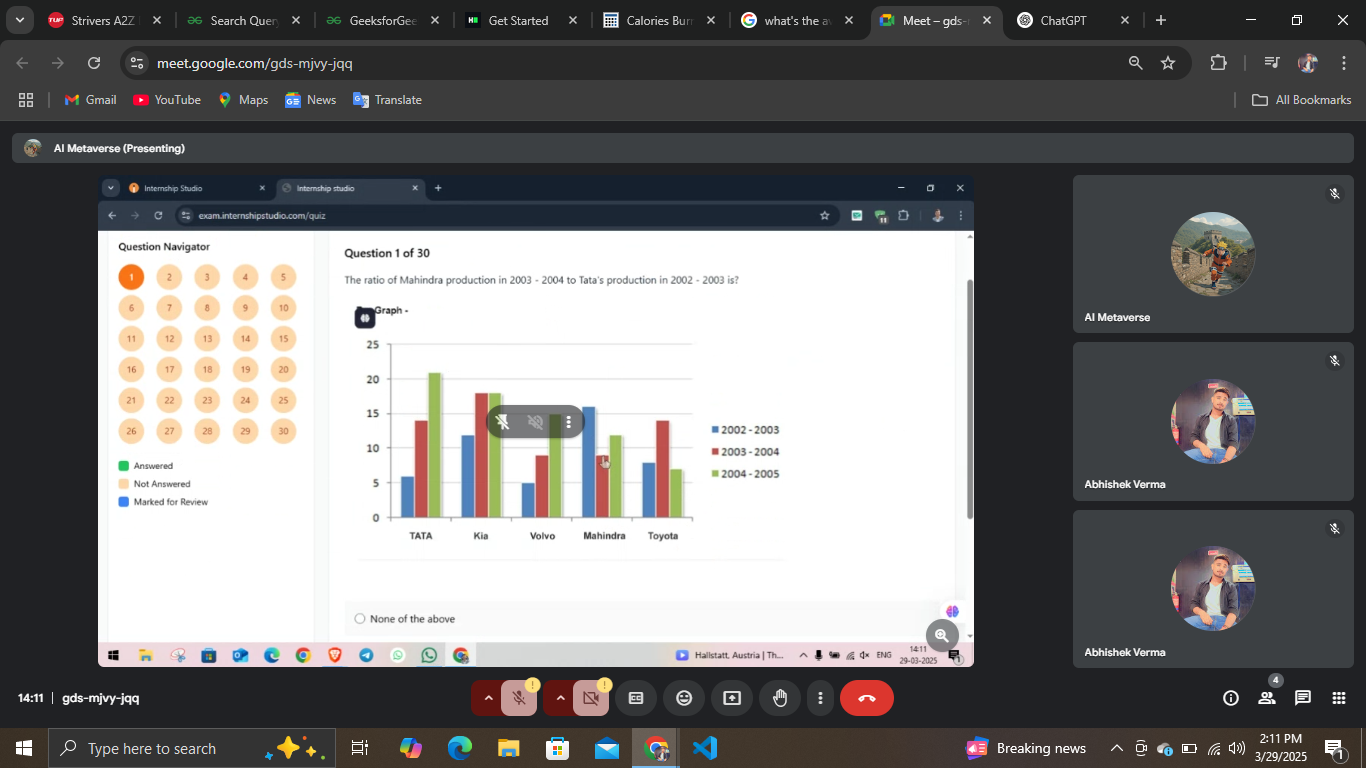 Strivers A2Z
Search Quer
GeeksforGee
Get Started
Calories Burn
what's the av
Meet – gds-r
ChatGPT
meet.google.com/gds-mjvy-jqq
Gmail
YouTube
Maps
News
Translate
All Bookmarks
AI Metaverse (Presenting)
Internship Studio
Internship studio
exam.internshipstudio.com/quiz
Question Navigator
1 2 3 4 5
6 7 8 9 10
11 12 13 14 15
16 17 18 19 20
21 22 23 24 25
26 27 28 29 30
Answered
Not Answered
Marked for Review
Question 1 of 30
The ratio of Mahindra production in 2003 - 2004 to Tata's production in 2002 - 2003 is?
Graph -
25
20
15
10
5
0
TATA Kia Volvo Mahindra Toyota
2002 - 2003
2003 - 2004
2004 - 2005
None of the above
Hallstatt, Austria | Th...
ENG
14:11
29-03-2025
1
AI Metaverse
Abhishek Verma
Abhishek Verma
14:11 | gds-mjvy-jqq
4
Type here to search
Breaking news
2:11 PM
3/29/2025
1